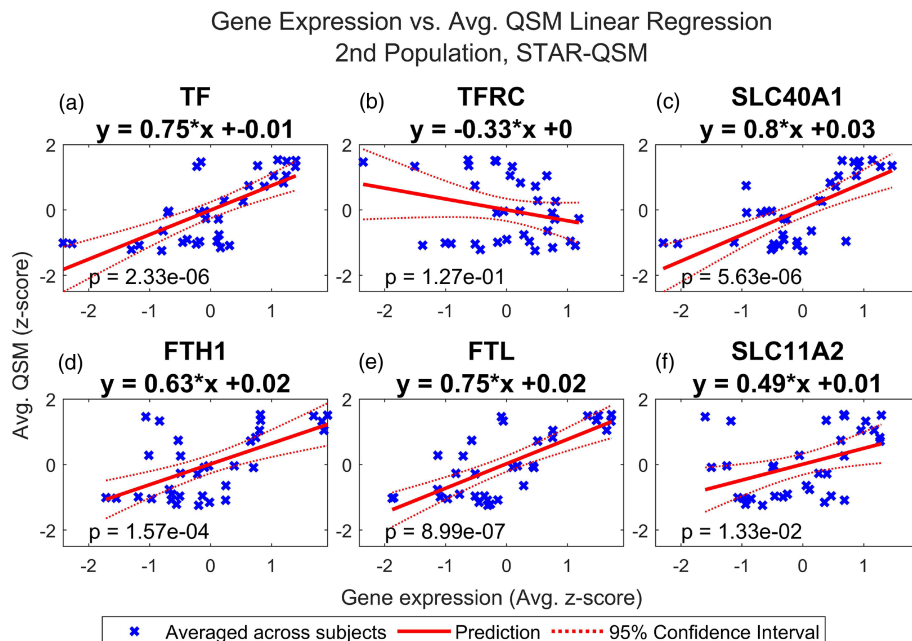 Gene Expression vs. Avg. QSM Linear Regression
2nd Population, STAR-QSM
(a) TF
y = 0.75*x +-0.01
(b) TFRC
y = -0.33*x +0
(c) SLC40A1
y = 0.8*x +0.03
2
0
-2
p = 2.33e-06
p = 1.27e-01
p = 5.63e-06
-2 -1 0 1
-2 -1 0 1
-2 -1 0 1
(d) FTH1
y = 0.63*x +0.02
(e) FTL
y = 0.75*x +0.02
(f) SLC11A2
y = 0.49*x +0.01
2
0
-2
2
0
-2
2
0
-2
2
0
-2
2
0
-2
p = 1.57e-04
p = 8.99e-07
p = 1.33e-02
-2 -1 0 1
-2 -1 0 1
-2 -1 0 1
Avg. QSM (z-score)
Gene expression (Avg. z-score)
Averaged across subjects Prediction 95% Confidence Interval